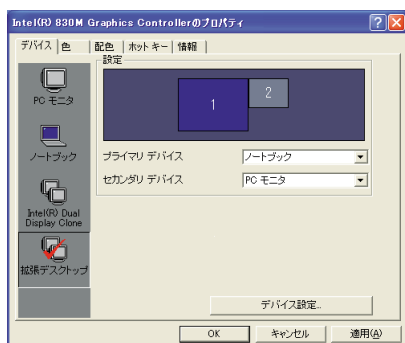 Intel(R) 830M Graphics Controllerのプロパティ
デバイス 色 配色 ホット キー 情報
設定
PC モニタ
1 2
ノートブック
プライマリ デバイス ノートブック
セカンダリ デバイス PC モニタ
Intel(R) Dual
Display Clone
拡張デスクトップ
デバイス設定...
OK キャンセル 適用(A)